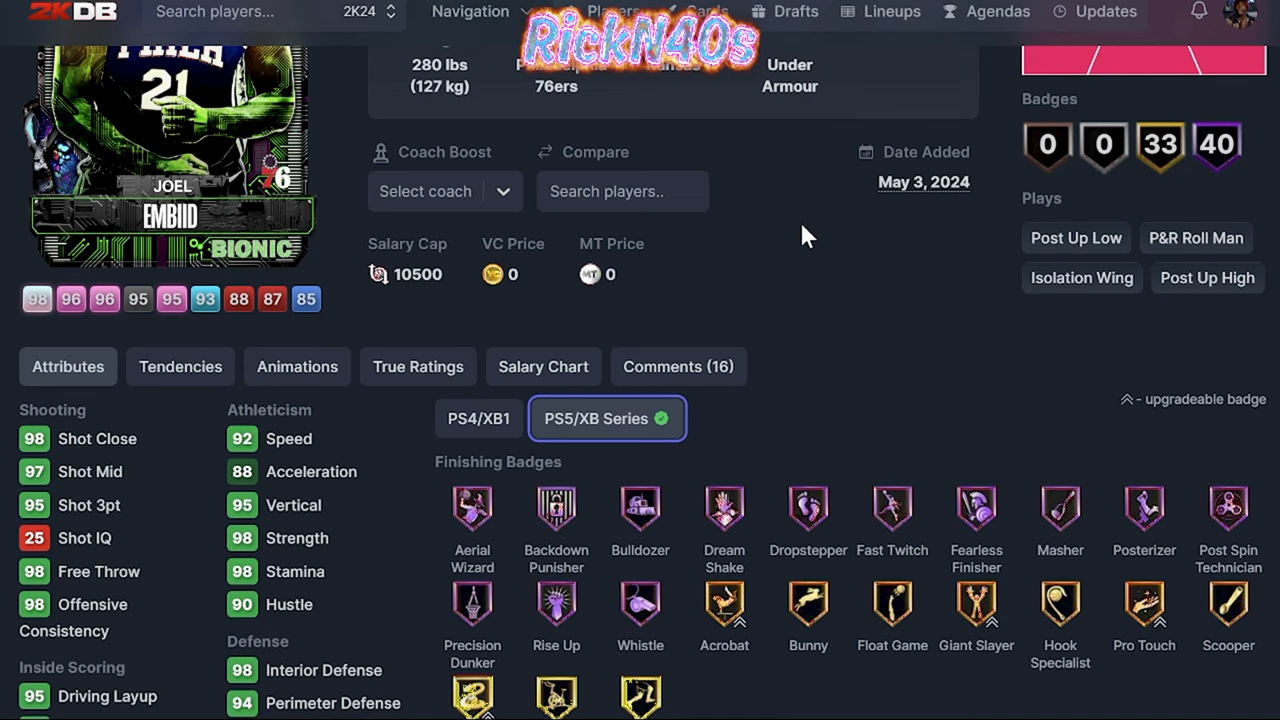 2KDB Search players... 2K24 Navigation Players Cards Drafts Lineups Agendas Updates
RickN40s
21
76
JOEL
EMBIID
BIONIC
98 96 96 95 95 93 88 87 85
280 lbs
(127 kg)
76ers
Under
Armour
Coach Boost
Select coach
Compare
Search players..
Date Added
May 3, 2024
Salary Cap VC Price MT Price
10500 VC 0 MT 0
Badges
0 0 33 40
Plays
Post Up Low P&R Roll Man
Isolation Wing Post Up High
Attributes Tendencies Animations True Ratings Salary Chart Comments (16)
- upgradeable badge
Shooting
98 Shot Close
97 Shot Mid
95 Shot 3pt
25 Shot IQ
98 Free Throw
98 Offensive
Consistency
Inside Scoring
95 Driving Layup
Athleticism
92 Speed
88 Acceleration
95 Vertical
98 Strength
98 Stamina
90 Hustle
Defense
98 Interior Defense
94 Perimeter Defense
PS4/XB1 PS5/XB Series
Finishing Badges
Aerial
Wizard
Backdown
Punisher
Bulldozer
Dream
Shake
Dropstepper
Fast Twitch
Fearless
Finisher
Masher
Posterizer
Post Spin
Technician
Precision
Dunker
Rise Up
Whistle
Acrobat
Bunny
Float Game
Giant Slayer
Hook
Specialist
Pro Touch
Scooper